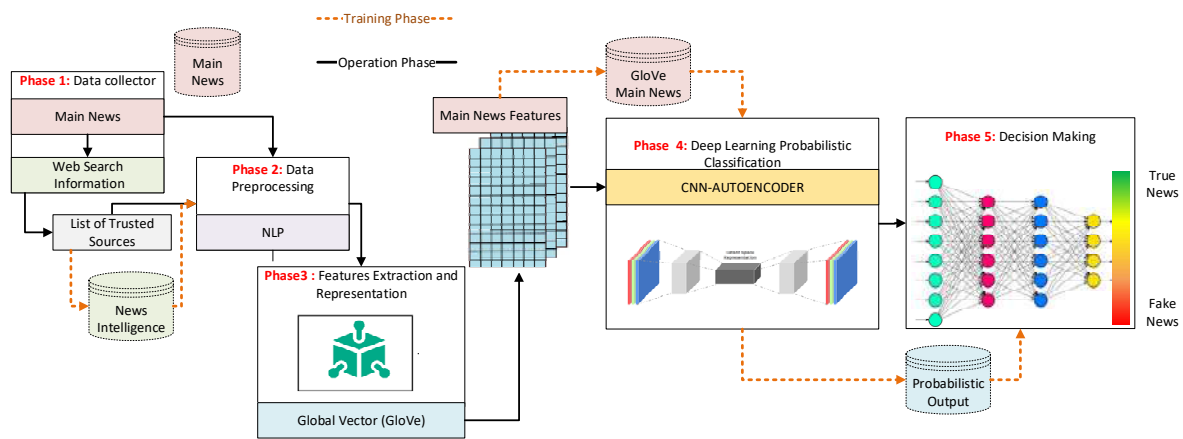 Training Phase
Operation Phase
Main
News
Phase 1: Data collector
Main News
Web Search
Information
List of Trusted
Sources
News
Intelligence
Phase 2: Data
Preprocessing
NLP
Phase3 : Features Extraction and
Representation
Global Vector (GloVe)
Main News Features
GloVe
Main News
Phase 4: Deep Learning Probabilistic
Classification
CNN-AUTOENCODER
Phase 5: Decision Making
True
News
Fake
News
Probabilistic
Output